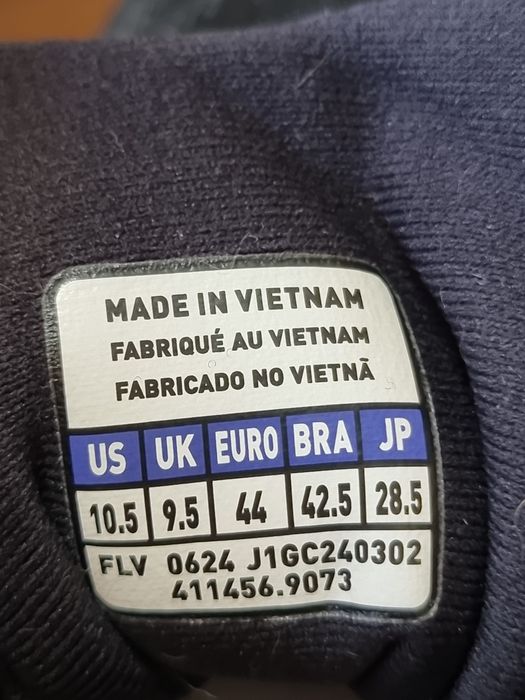 MADE IN VIETNAM
FABRIQUÉ AU VIETNAM
FABRICADO NO VIETNÃ
US UK EURO BRA JP
10.5 9.5 44 42.5 28.5
FLV 0624 J1GC240302
411456.9073